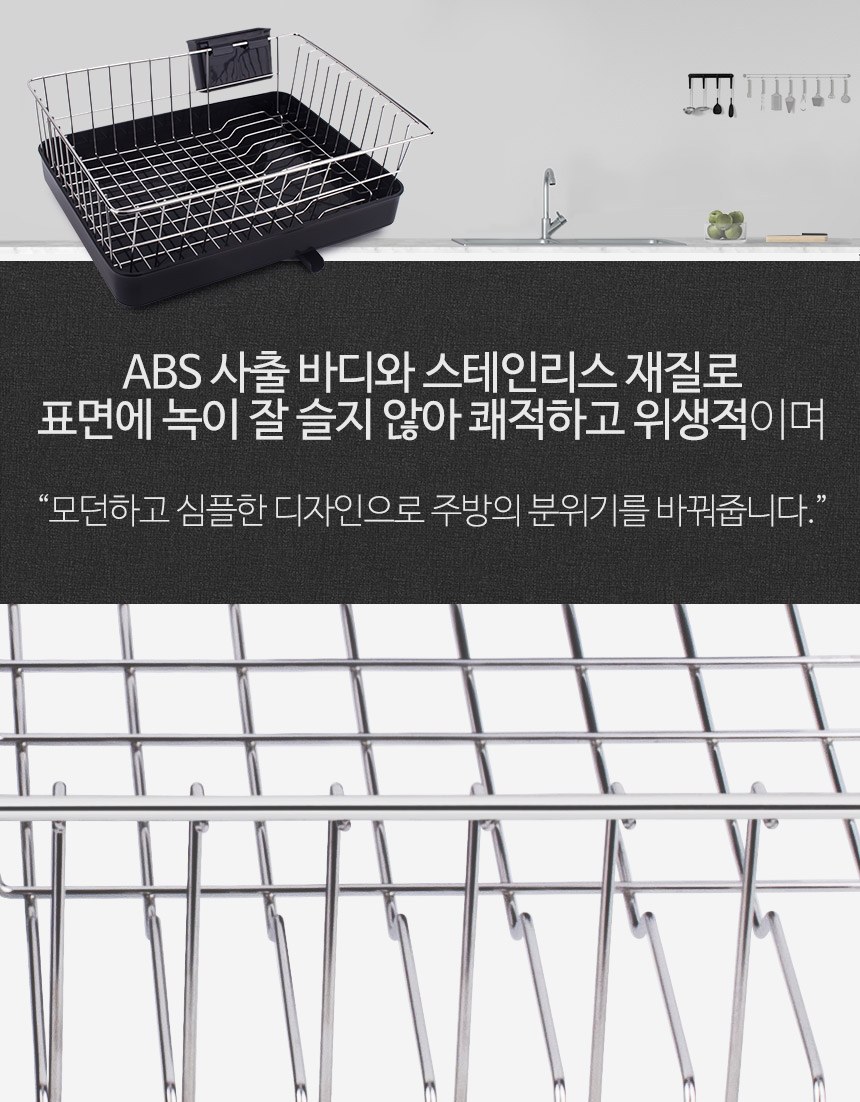 ABS 사출 바디와 스테인리스 재질로
표면에 녹이 잘 슬지 않아 쾌적하고 위생적이며
“모던하고 심플한 디자인으로 주방의 분위기를 바꿔줍니다.”